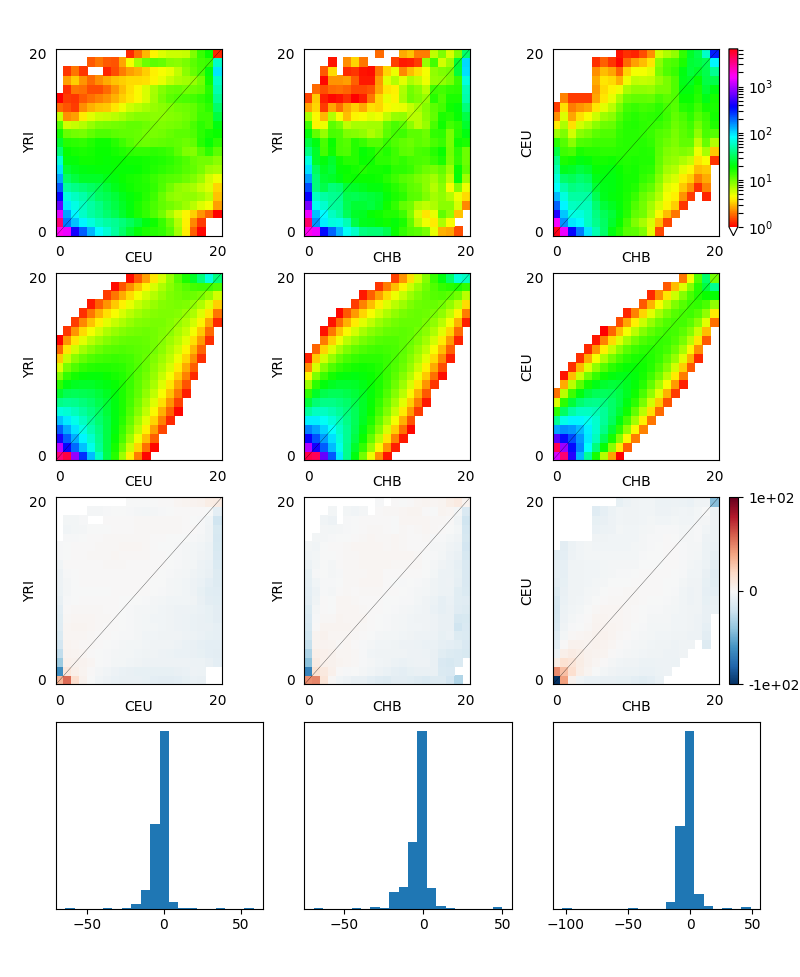 20 20 20
10³
YRI YRI CEU 10²
10¹
0 0 0 10⁰
0 20 0 20 0 20
CEU CHB CHB
20 20 20
YRI YRI CEU
0 0 0
0 20 0 20 0 20
CEU CHB CHB
20 20 20 1e+02
YRI YRI CEU 0
0 0 0 -1e+02
0 20 0 20 0 20
CEU CHB CHB
−50 0 50 −50 0 50 −100 −50 0 50